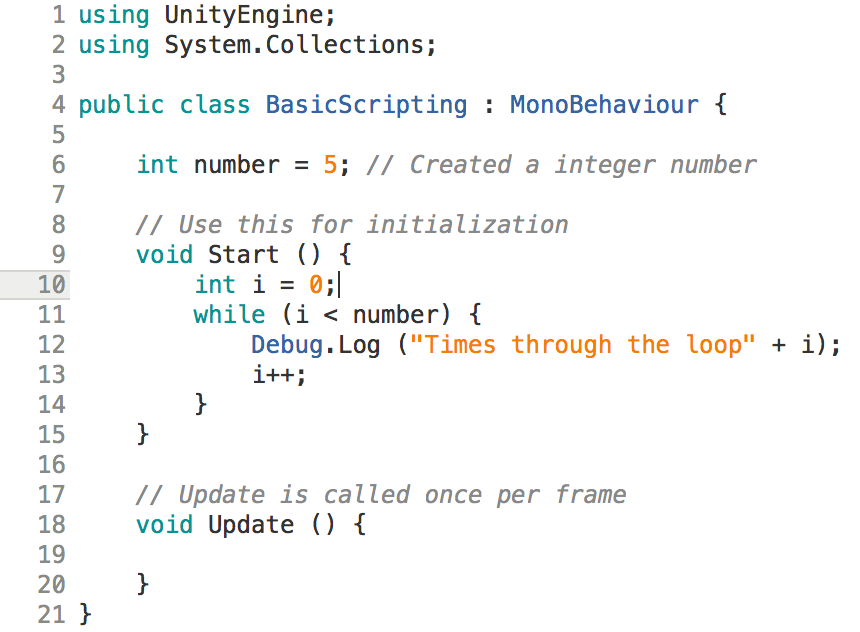 1 using UnityEngine;
2 using System.Collections;
3
4 public class BasicScripting : MonoBehaviour {
5
6     int number = 5; // Created a integer number
7
8     // Use this for initialization
9     void Start () {
10         int i = 0;
11         while (i < number) {
12             Debug.Log ("Times through the loop" + i);
13             i++;
14         }
15     }
16
17     // Update is called once per frame
18     void Update () {
19
20     }
21 }